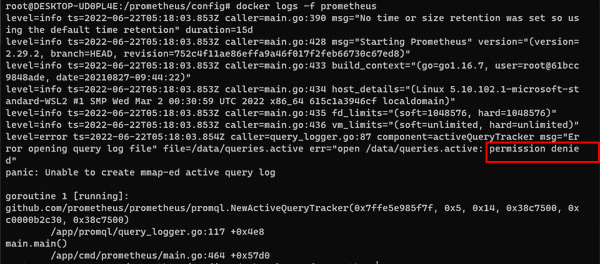 root@DESKTOP-UD0PL4E:/prometheus/config# docker logs -f prometheus
level=info ts=2022-06-22T05:18:03.853Z caller=main.go:390 msg="No time or size retention was set so us
ing the default time retention" duration=15d
level=info ts=2022-06-22T05:18:03.853Z caller=main.go:428 msg="Starting Prometheus" version="(version=
2.29.2, branch=HEAD, revision=752c4f11ae86effa9a46f017f2feb66730c67ed8)"
level=info ts=2022-06-22T05:18:03.853Z caller=main.go:433 build_context="(go=go1.16.7, user=root@61bcc
9848ade, date=20210827-09:44:22)"
level=info ts=2022-06-22T05:18:03.853Z caller=main.go:434 host_details="(Linux 5.10.102.1-microsoft-st
andard-WSL2 #1 SMP Wed Mar 2 00:30:59 UTC 2022 x86_64 615c1a3946cf localdomain)"
level=info ts=2022-06-22T05:18:03.853Z caller=main.go:435 fd_limits="(soft=1048576, hard=1048576)"
level=info ts=2022-06-22T05:18:03.853Z caller=main.go:436 vm_limits="(soft=unlimited, hard=unlimited)"
level=error ts=2022-06-22T05:18:03.854Z caller=query_logger.go:87 component=activeQueryTracker msg="Er
ror opening query log file" file=/data/queries.active err="open /data/queries.active: permission denie
d"
panic: Unable to create mmap-ed active query log

goroutine 1 [running]:
github.com/prometheus/prometheus/promql.NewActiveQueryTracker(0x7ffe5e985f7f, 0x5, 0x14, 0x38c7500, 0x
c0000b2c30, 0x38c7500)
/app/promql/query_logger.go:117 +0x4e8
main.main()
/app/cmd/prometheus/main.go:464 +0x57d0